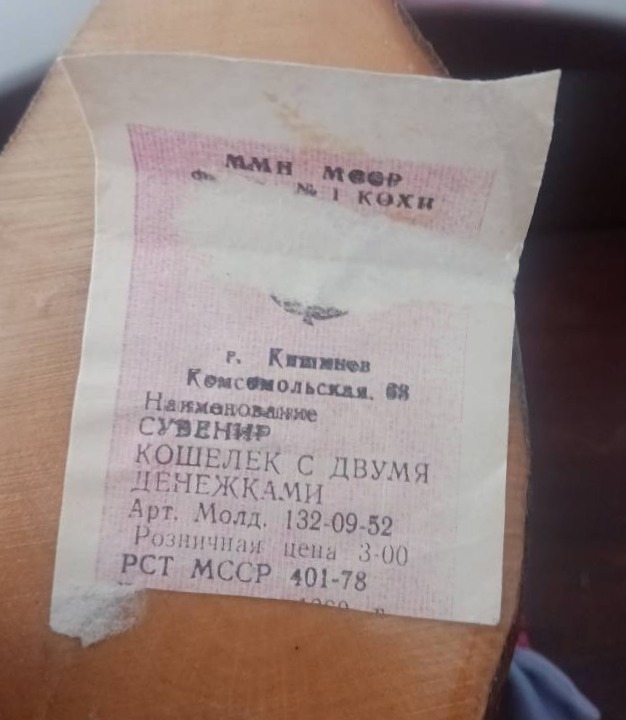 ММП МССР
№ 1 КОХИ
г. Кишинев
Комсомольская, 68
Наименование
СУВЕНИР
КОШЕЛЕК С ДВУМЯ
ДЕНЕЖКАМИ
Арт. Молд. 132-09-52
Розничная цена 3-00
РСТ МССР 401-78